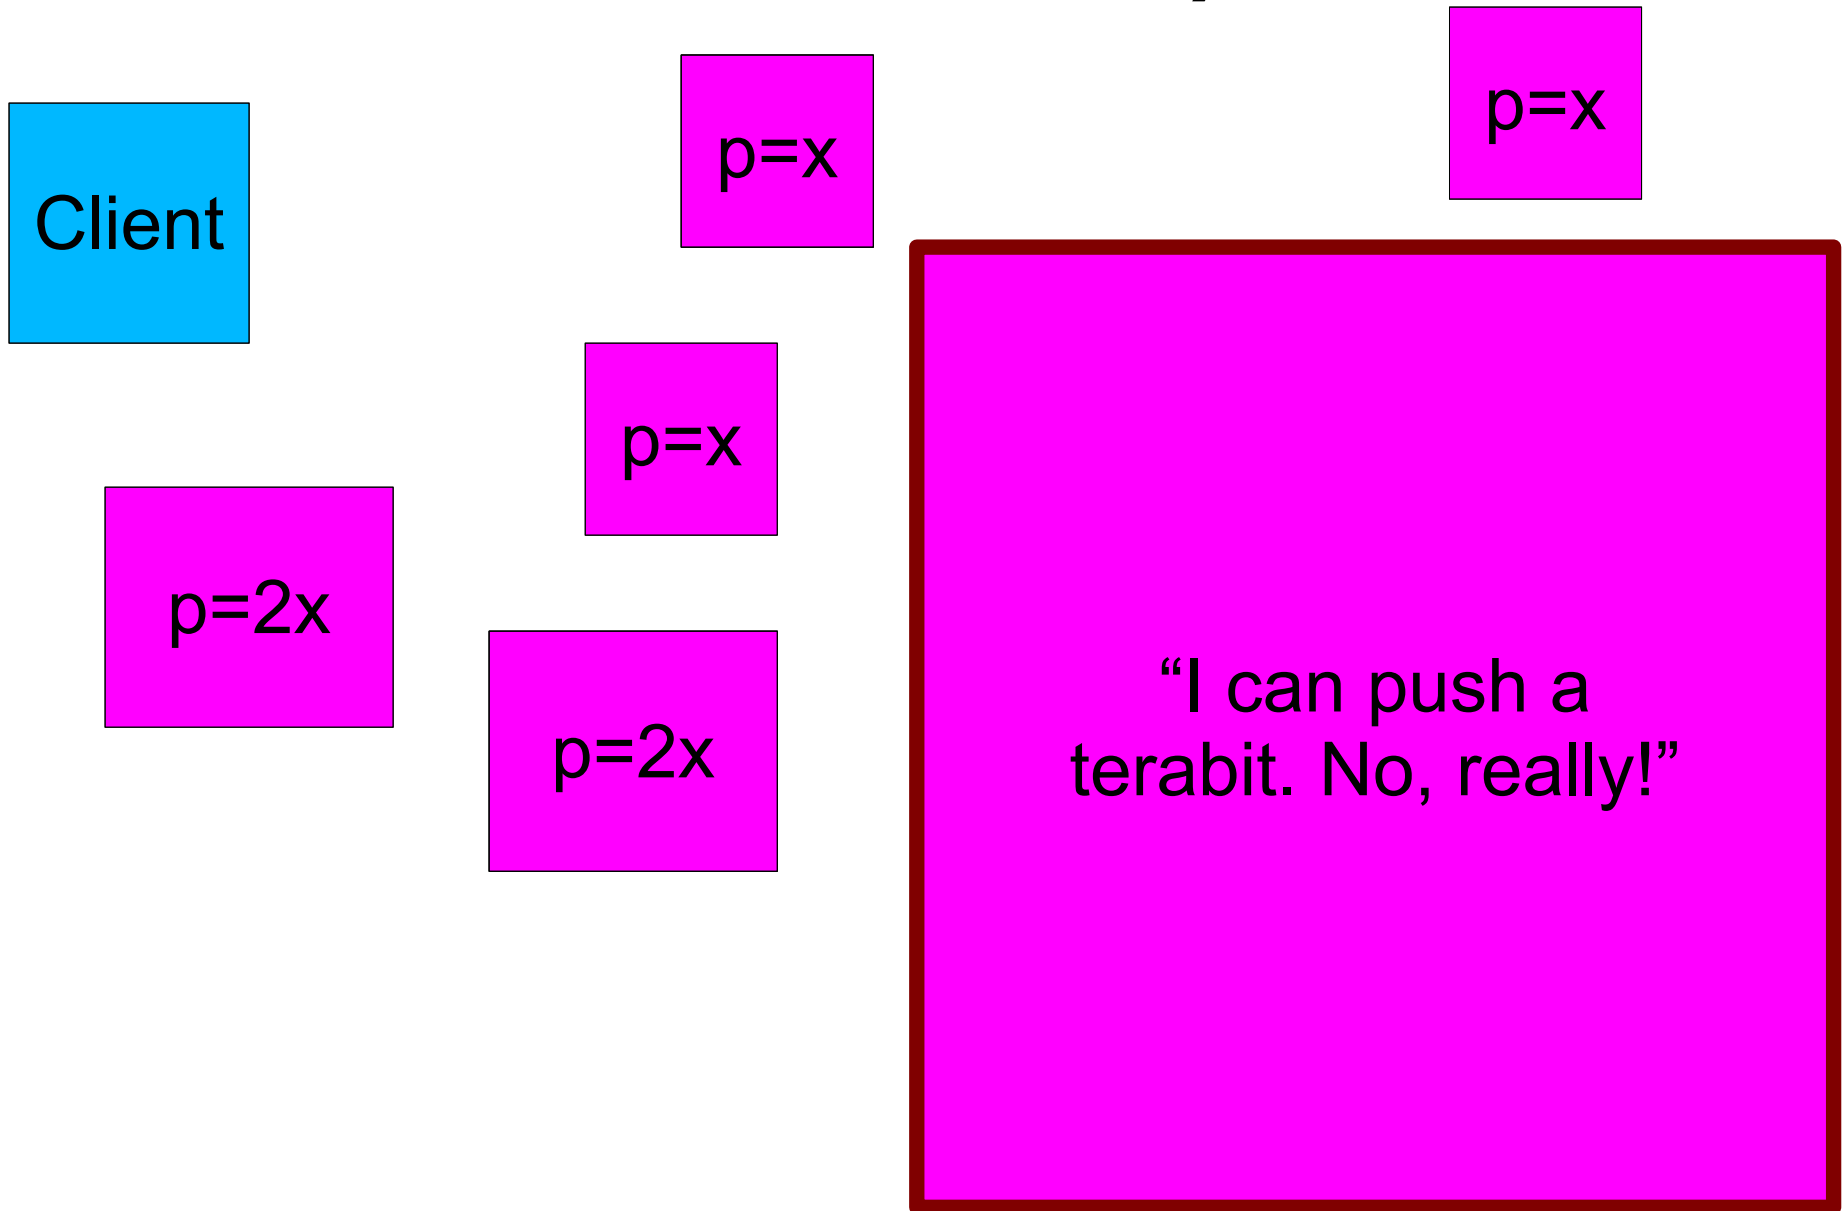 p=x
p=x
Client
p=x
p=2x
p=2x
“I can push a
terabit. No, really!”